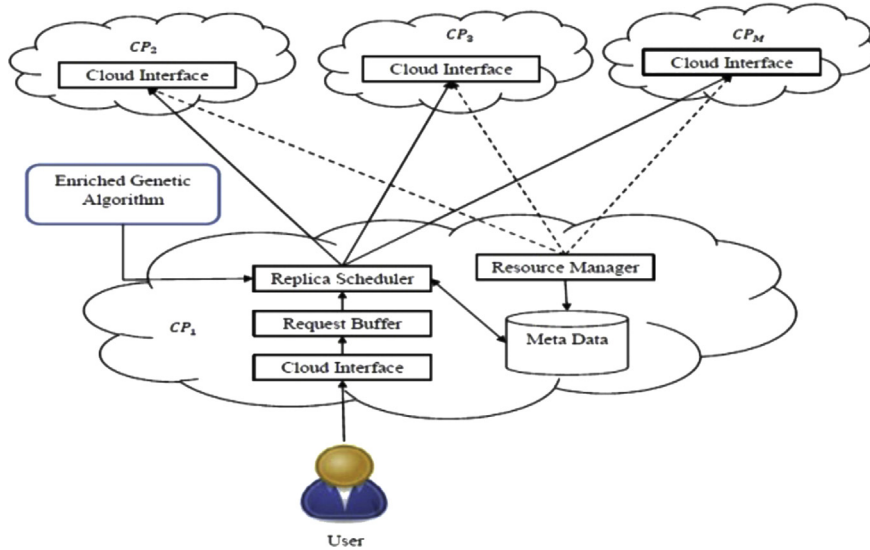 CP₂
Cloud Interface
CP₃
Cloud Interface
CP_M
Cloud Interface
Enriched Genetic
Algorithm
Replica Scheduler
Resource Manager
CP₁
Request Buffer
Meta Data
Cloud Interface
User